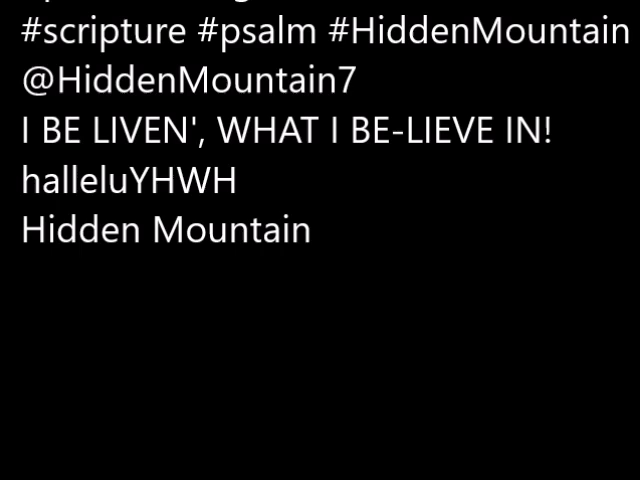 #scripture #psalm #HiddenMountain
@HiddenMountain7
I BE LIVEN', WHAT I BE-LIEVE IN!
halleluYHWH
Hidden Mountain